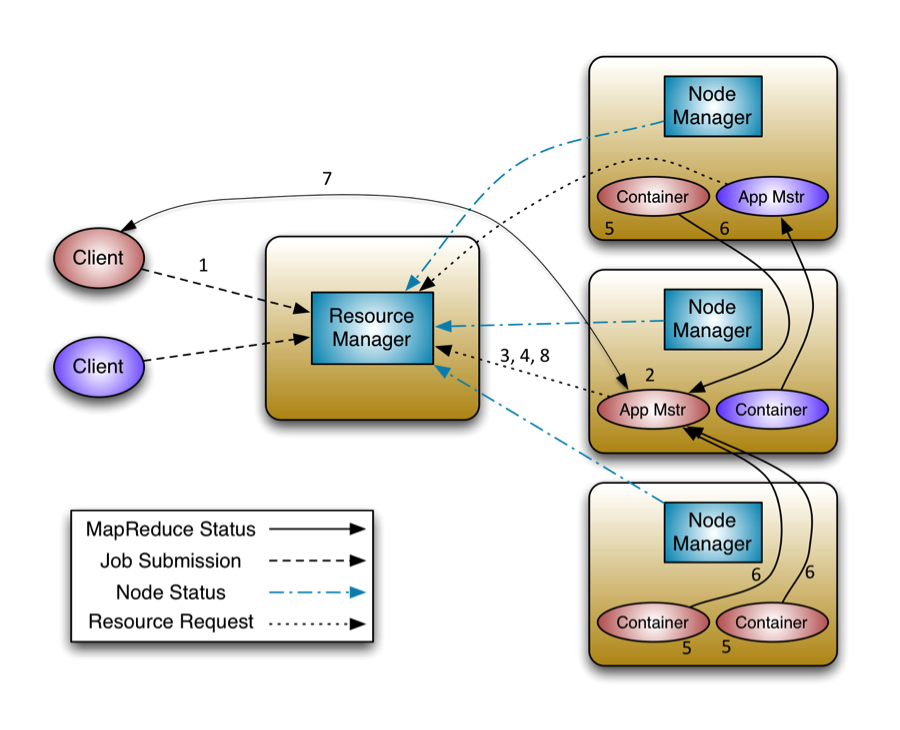 Node
Manager
Container
App Mstr
5
6
7
Client
1
Resource
Manager
Client
Node
Manager
3, 4, 8
2
App Mstr
Container
Node
Manager
6
6
Container
Container
5
5
MapReduce Status
Job Submission
Node Status
Resource Request